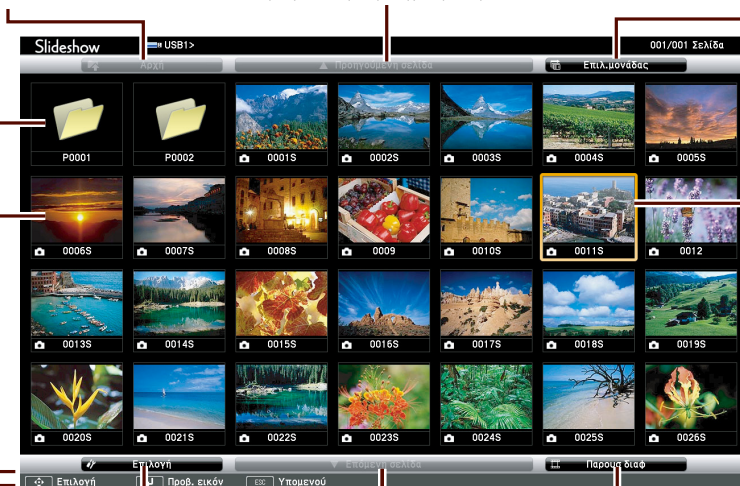 Slideshow USB1> 001/001 Σελίδα
Αρχή Προηγούμενη σελίδα Επιλ.μονάδας
P0001 P0002 0001S 0002S 0003S 0004S 0005S
0006S 0007S 0008S 0009 0010S 0011S 0012
0013S 0014S 0015S 0016S 0017S 0018S 0019S
0020S 0021S 0022S 0023S 0024S 0025S 0026S
Επιλογή Επόμενη σελίδα Παρουσ διαφ
Επιλογή Προβ. εικόν ESC Υπομενού